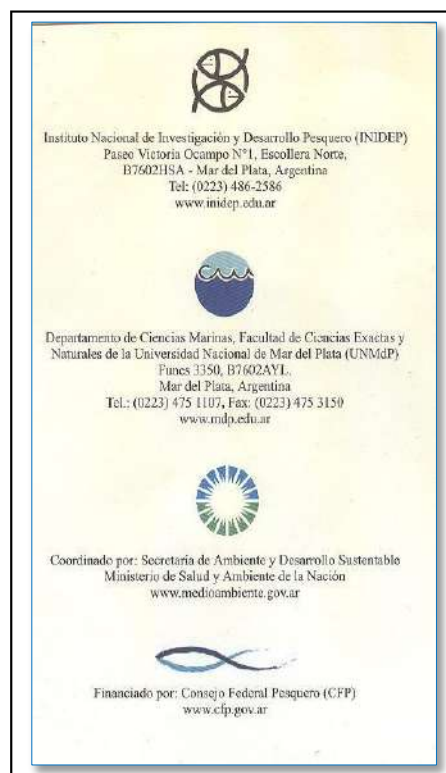 Instituto Nacional de Investigación y Desarrollo Pesquero (INIDEP)
Paseo Victoria Ocampo N°1, Escollera Norte,
B7602HSA - Mar del Plata, Argentina
Tel: (0223) 486-2586
www.inidep.edu.ar
Departamento de Ciencias Marinas, Facultad de Ciencias Exactas y
Naturales de la Universidad Nacional de Mar del Plata (UNMdP)
Funes 3350, B7602AYL.
Mar del Plata, Argentina
Tel.: (0223) 475 1107, Fax: (0223) 475 3150
www.mdp.edu.ar
Coordinado por: Secretaría de Ambiente y Desarrollo Sustentable
Ministerio de Salud y Ambiente de la Nación
www.medioambiente.gov.ar
Financiado por: Consejo Federal Pesquero (CFP)
www.cfp.gov.ar